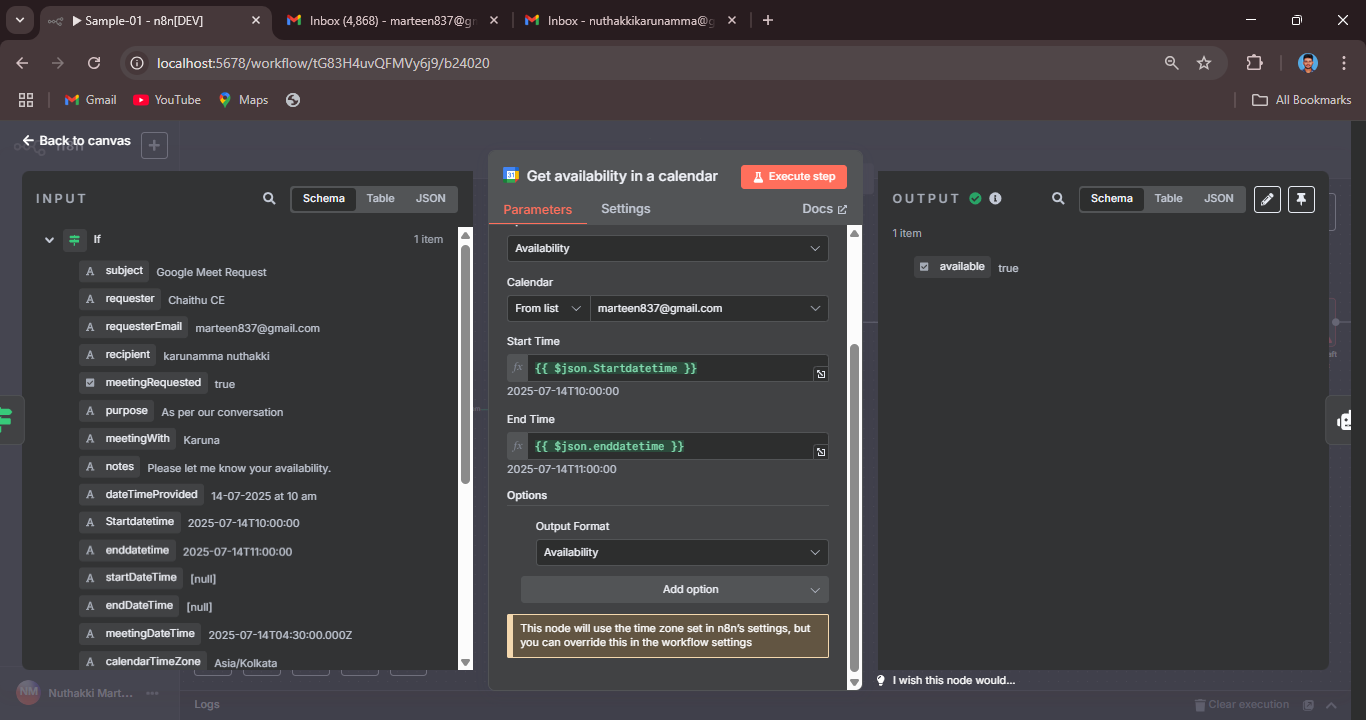 Sample-01 - n8n[DEV]
Inbox (4,868) - marteen837@gn
Inbox - nuthakkikarunamma@g
localhost:5678/workflow/tG83H4uvQFMVy6j9/b24020
Gmail
YouTube
Maps
All Bookmarks
Back to canvas
n8n
INPUT
Schema
Table
JSON
If
1 item
A subject Google Meet Request
A requester Chaithu CE
A requesterEmail marteen837@gmail.com
A recipient karunamma nuthakki
meetingRequested true
A purpose As per our conversation
A meetingWith Karuna
A notes Please let me know your availability.
A dateTimeProvided 14-07-2025 at 10 am
A Startdatetime 2025-07-14T10:00:00
A enddatetime 2025-07-14T11:00:00
A startDateTime [null]
A endDateTime [null]
A meetingDateTime 2025-07-14T04:30:00.000Z
A calendarTimeZone Asia/Kolkata
31
Get availability in a calendar
Execute step
Parameters
Settings
Docs
Availability
Calendar
From list
marteen837@gmail.com
Start Time
fx {{ $json.Startdatetime }}
2025-07-14T10:00:00
End Time
fx {{ $json.enddatetime }}
2025-07-14T11:00:00
Options
Output Format
Availability
Add option
This node will use the time zone set in n8n's settings, but
you can override this in the workflow settings
OUTPUT
Schema
Table
JSON
1 item
available true
I wish this node would...
NM
Nuthakki Mart...
Logs
Clear execution